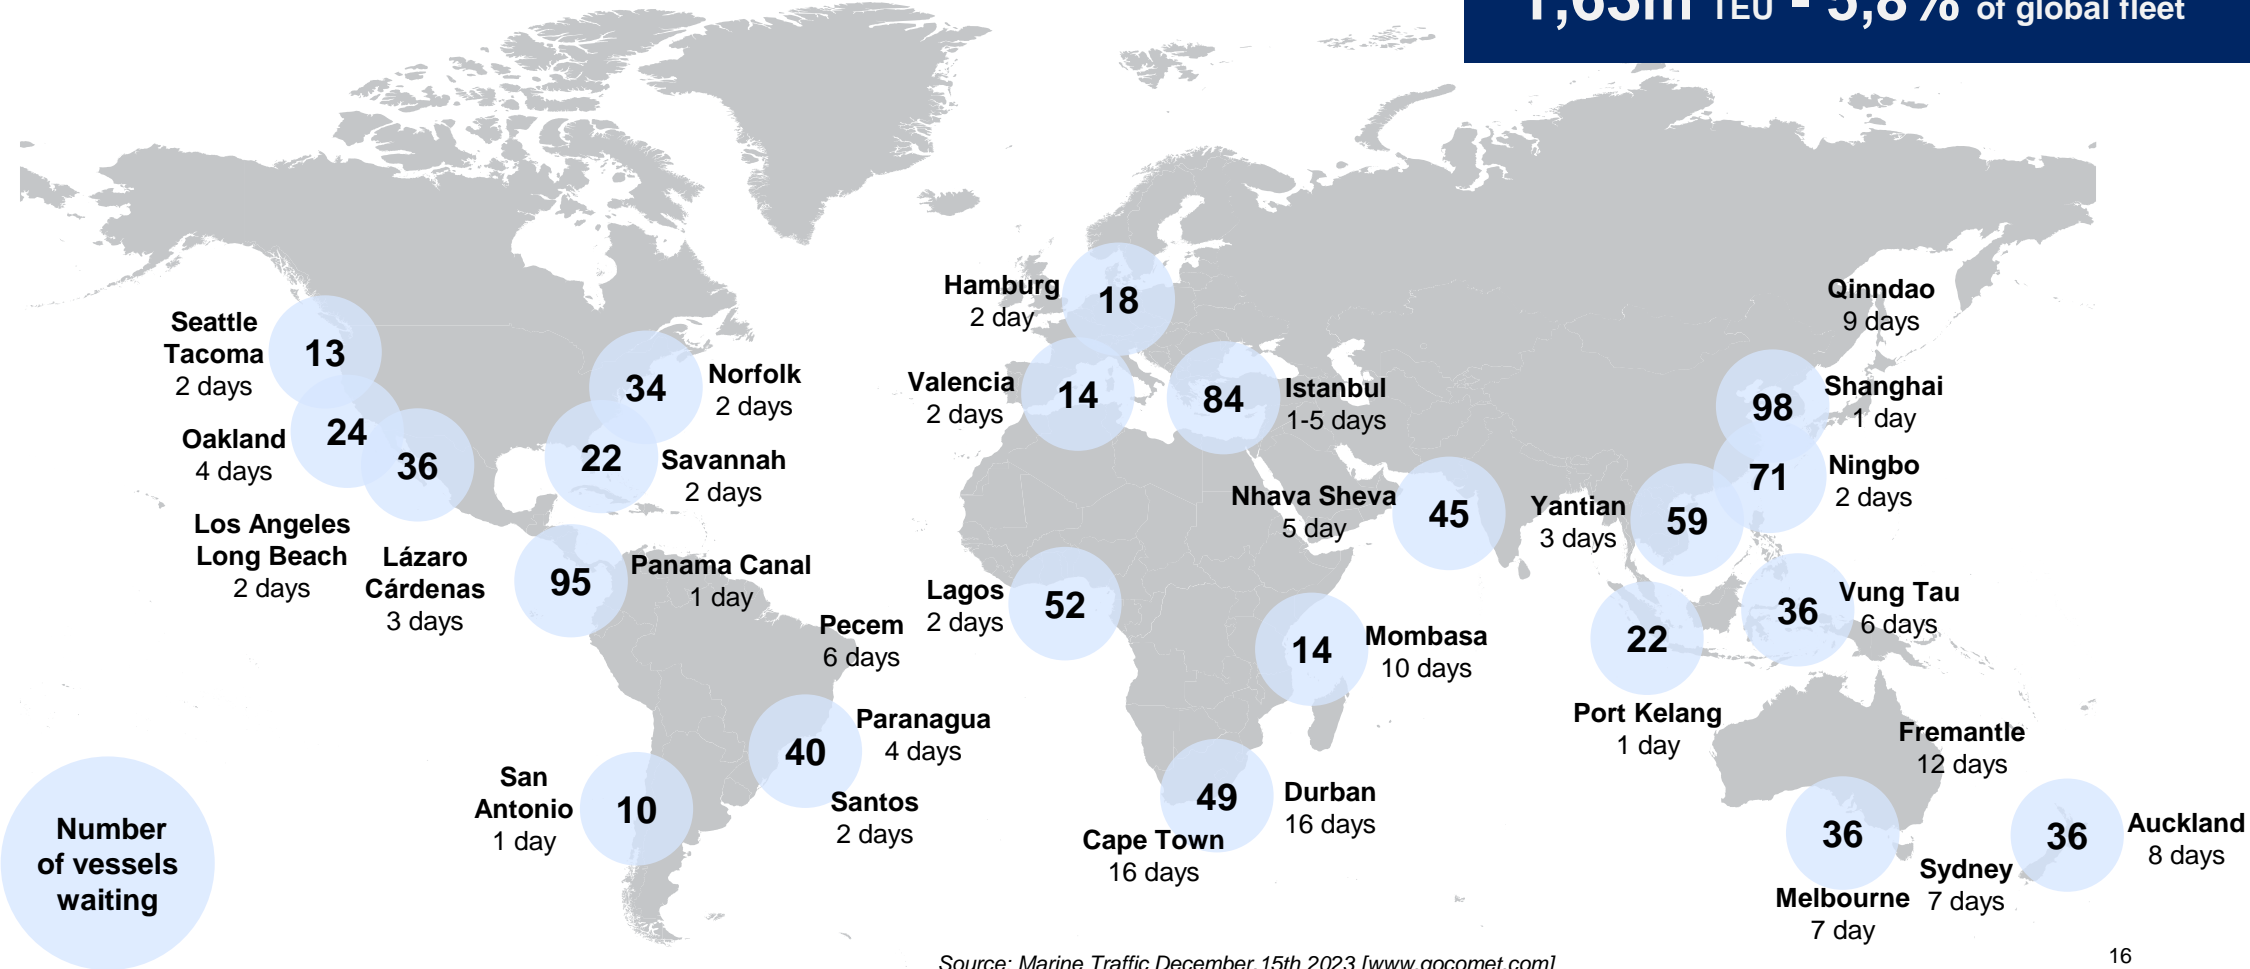 1,63m TEU - 5,8% of global fleet
Seattle
Tacoma
2 days
13
Oakland
4 days
24
36
Los Angeles
Long Beach
2 days
Lázaro
Cárdenas
3 days
34
Norfolk
2 days
22
Savannah
2 days
95
Panama Canal
1 day
Pecem
6 days
Paranagua
4 days
40
Santos
2 days
San
Antonio
1 day
10
Hamburg
2 day
18
Valencia
2 days
14
84
Istanbul
1-5 days
Lagos
2 days
52
Nhava Sheva
5 day
45
14
Mombasa
10 days
49
Durban
16 days
Cape Town
16 days
Qinndao
9 days
98
Shanghai
1 day
71
Ningbo
2 days
Yantian
3 days
59
36
Vung Tau
6 days
22
Port Kelang
1 day
Fremantle
12 days
36
Melbourne
7 day
Sydney
7 days
36
Auckland
8 days
Number
of vessels
waiting
Source: Marine Traffic December,15th 2023 [www.gocomet.com]
16